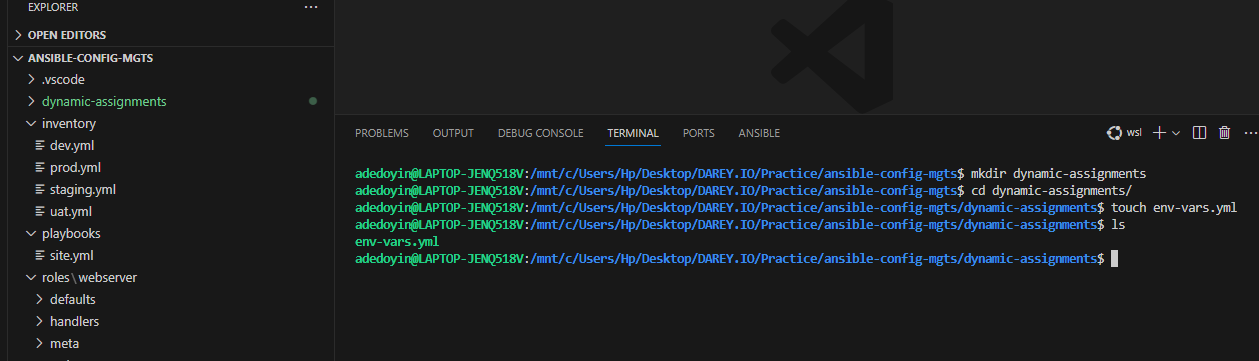 EXPLORER
OPEN EDITORS
ANSIBLE-CONFIG-MGTS
.vscode
dynamic-assignments
inventory
dev.yml
prod.yml
staging.yml
uat.yml
playbooks
site.yml
roles\webserver
defaults
handlers
meta
PROBLEMS OUTPUT DEBUG CONSOLE TERMINAL PORTS ANSIBLE wsl
adedoyin@LAPTOP-JENQ518V:/mnt/c/Users/Hp/Desktop/DAREY.IO/Practice/ansible-config-mgts$ mkdir dynamic-assignments
adedoyin@LAPTOP-JENQ518V:/mnt/c/Users/Hp/Desktop/DAREY.IO/Practice/ansible-config-mgts$ cd dynamic-assignments/
adedoyin@LAPTOP-JENQ518V:/mnt/c/Users/Hp/Desktop/DAREY.IO/Practice/ansible-config-mgts/dynamic-assignments$ touch env-vars.yml
adedoyin@LAPTOP-JENQ518V:/mnt/c/Users/Hp/Desktop/DAREY.IO/Practice/ansible-config-mgts/dynamic-assignments$ ls
env-vars.yml
adedoyin@LAPTOP-JENQ518V:/mnt/c/Users/Hp/Desktop/DAREY.IO/Practice/ansible-config-mgts/dynamic-assignments$